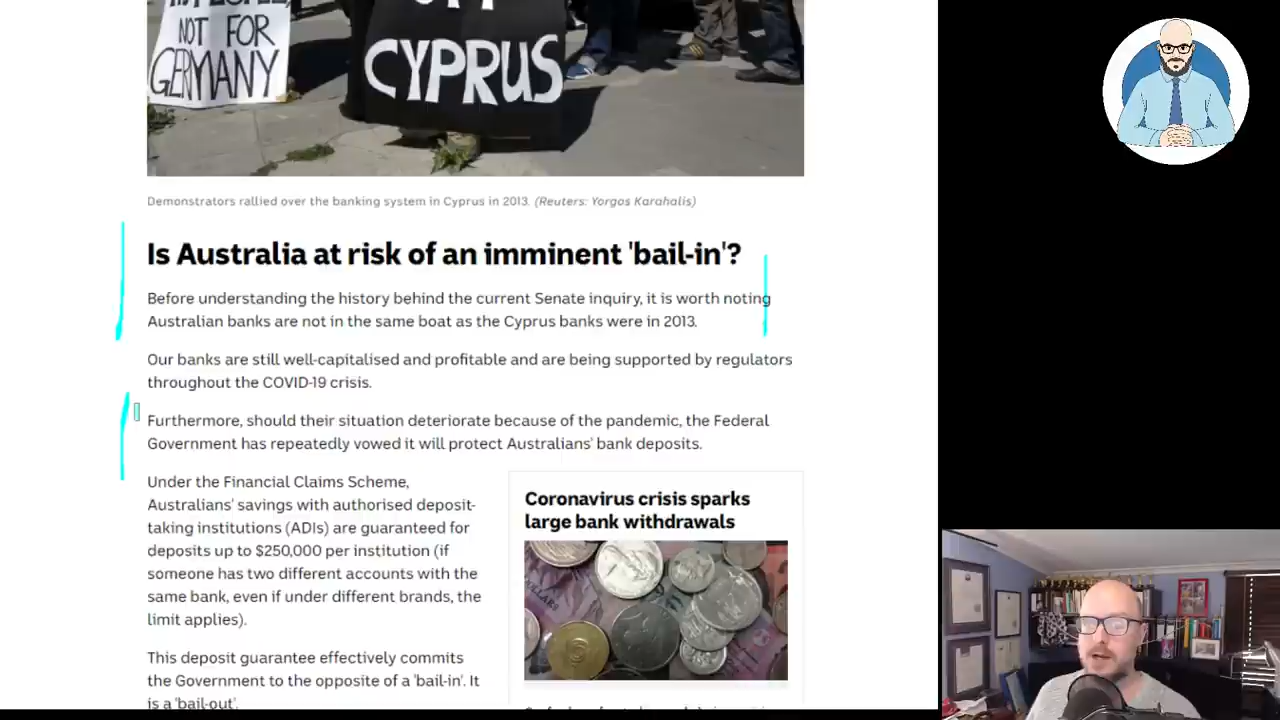 NOT FOR
GERMANY
CYPRUS
Demonstrators rallied over the banking system in Cyprus in 2013. (Reuters: Yorgos Karahalis)
Is Australia at risk of an imminent 'bail-in'?
Before understanding the history behind the current Senate inquiry, it is worth noting
Australian banks are not in the same boat as the Cyprus banks were in 2013.
Our banks are still well-capitalised and profitable and are being supported by regulators
throughout the COVID-19 crisis.
Furthermore, should their situation deteriorate because of the pandemic, the Federal
Government has repeatedly vowed it will protect Australians' bank deposits.
Under the Financial Claims Scheme,
Australians' savings with authorised deposit-
taking institutions (ADIs) are guaranteed for
deposits up to $250,000 per institution (if
someone has two different accounts with the
same bank, even if under different brands, the
limit applies).
This deposit guarantee effectively commits
the Government to the opposite of a 'bail-in'. It
is a 'bail-out'.
Coronavirus crisis sparks
large bank withdrawals